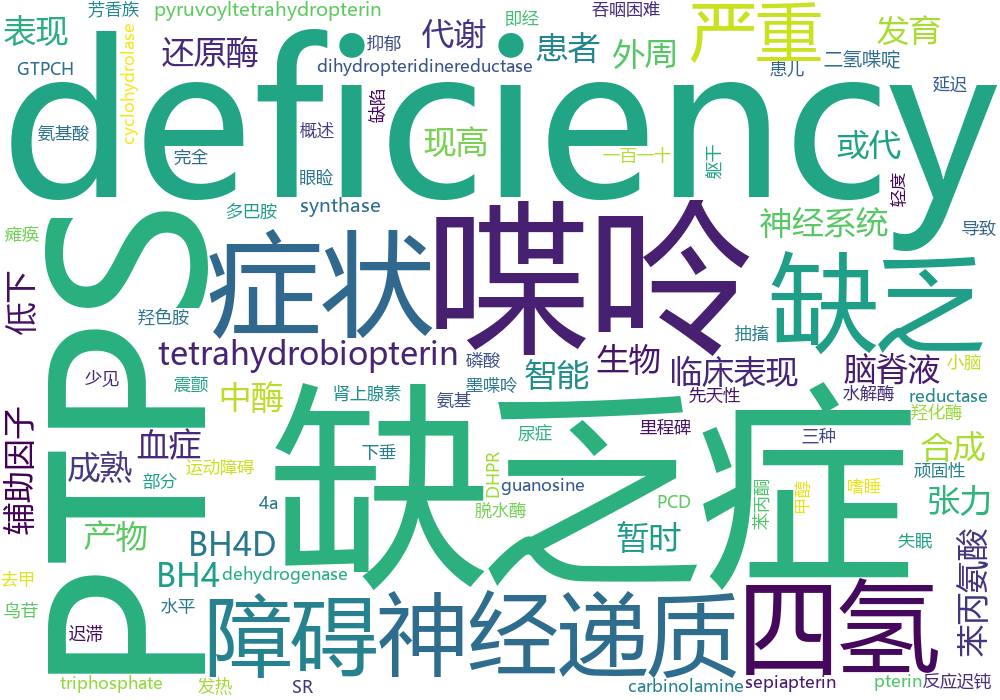 芳香族
pyruvoyltetrahydropterin
即经
吞咽困难
严重
表现
cyclohydrolase
还原酶
抑郁
代谢
患者
外周
发育
GTPCH
dihydropteridinereductase
患儿
二氢喋啶
缺陷
延迟
deficiency
氨基酸
概述
现高
或代
完全
一百一十
躯干
眼睑
轻度
多巴胺
synthase
神经系统
导致
瘫痪
PTPS
症状
喋呤
缺乏
低下
羟色胺
抽搐
tetrahydrobiopterin
磷酸
生物
临床表现
脑脊液
小脑
少见
震颤
智能
墨喋呤
先天性
水解酶
reductase
中酶
肾上腺素
氨基
里程碑
羟化酶
辅助因子
血症
缺乏症
尿症
三种
合成
成熟
运动障碍
下垂
DHPR
顽固性
部分
guanosine
PCD
苯丙酮
甲醇
嗜睡
张力
4a
脱水酶
产物
BH4D
暂时
失眠
苯丙氨酸
去甲
BH4
dehydrogenase
鸟苷
水平
障碍
神经递质
四氢
迟滞
triphosphate
发热
SR
carbinolamine
sepiapterin
pterin
反应迟钝